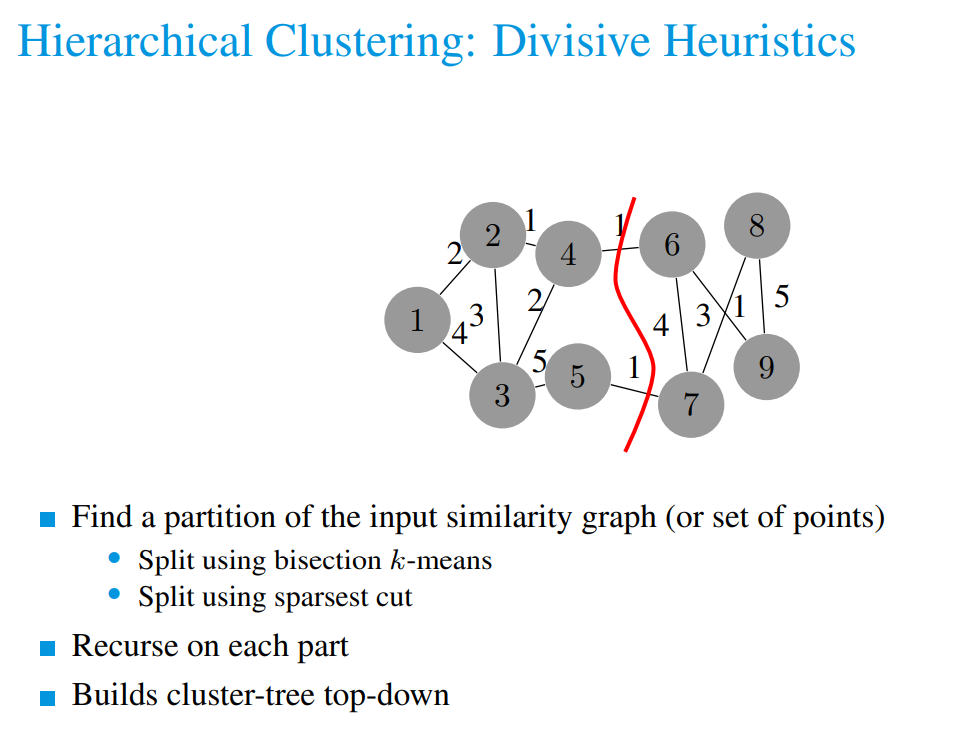 Hierarchical Clustering: Divisive Heuristics
2 1 4 1 6 8
2
1 4 3 2 4 3 1 5
3 5 5 1 7 9
Find a partition of the input similarity graph (or set of points)
Split using bisection k-means
Split using sparsest cut
Recurse on each part
Builds cluster-tree top-down